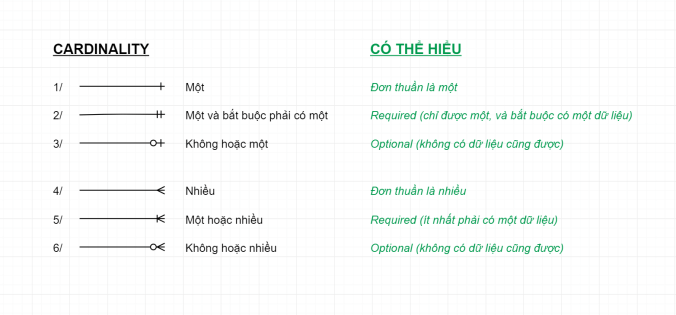 CARDINALITY CÓ THỂ HIỂU
1/ Một Đơn thuần là một
2/ Một và bắt buộc phải có một Required (chỉ được một, và bắt buộc có một dữ liệu)
3/ Không hoặc một Optional (không có dữ liệu cũng được)
4/ Nhiều Đơn thuần là nhiều
5/ Một hoặc nhiều Required (ít nhất phải có một dữ liệu)
6/ Không hoặc nhiều Optional (không có dữ liệu cũng được)